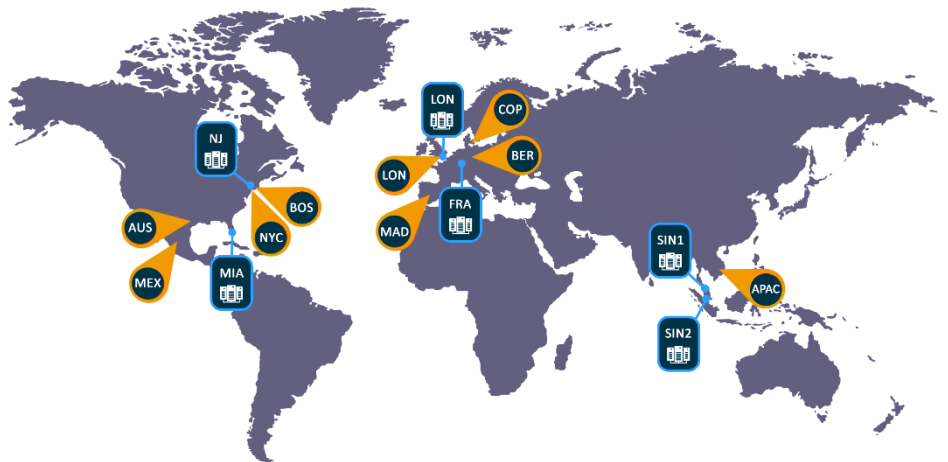 LON
COP
NJ
BER
LON
BOS
FRA
AUS
MAD
NYC
SIN1
MIA
MEX
APAC
SIN2